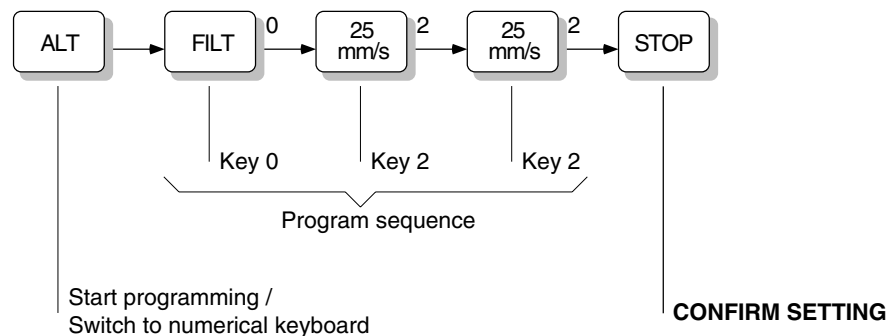 ALT
FILT
0
25
mm/s
2
25
mm/s
2
STOP
Key 0
Key 2
Key 2
Program sequence
Start programming /
Switch to numerical keyboard
CONFIRM SETTING